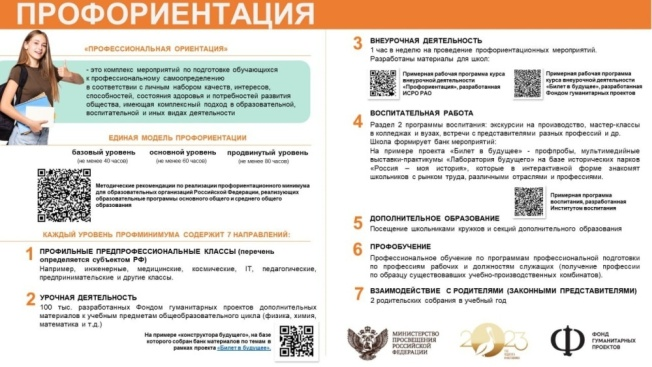 ПРОФОРИЕНТАЦИЯ
«ПРОФЕССИОНАЛЬНАЯ ОРИЕНТАЦИЯ»
- это комплекс мероприятий по подготовке обучающихся
к профессиональному самоопределению
в соответствии с личным набором качеств, интересов,
способностей, состояния здоровья и потребностей развития
общества, имеющая комплексный подход в образовательной,
воспитательной и иных видах деятельности
ЕДИНАЯ МОДЕЛЬ ПРОФОРИЕНТАЦИИ
базовый уровень основной уровень продвинутый уровень
(не менее 40 часов) (не менее 60 часов) (не менее 80 часов)
Методические рекомендации по реализации профориентационного минимума
для образовательных организаций Российской Федерации, реализующих
образовательные программы основного общего и среднего общего
образования
КАЖДЫЙ УРОВЕНЬ ПРОФМИНИМУМА СОДЕРЖИТ 7 НАПРАВЛЕНИЙ:
1 ПРОФИЛЬНЫЕ ПРЕДПРОФЕССИОНАЛЬНЫЕ КЛАССЫ (перечень
определяется субъектом РФ)
Например, инженерные, медицинские, космические, IT, педагогические,
предпринимательские и другие классы.
2 УРОЧНАЯ ДЕЯТЕЛЬНОСТЬ
100 тыс. разработанных Фондом гуманитарных проектов дополнительных
материалов к учебным предметам общеобразовательного цикла (физика, химия,
математика и т.д.)
На примере «конструктора будущего», на базе
которого собран банк материалов по темам в
рамках проекта «Билет в будущее».
3 ВНЕУРОЧНАЯ ДЕЯТЕЛЬНОСТЬ
1 час в неделю на проведение профориентационных мероприятий.
Разработаны материалы для школ:
Примерная рабочая программа курса
внеурочной деятельности
«Профориентация», разработанная
ИСРО РАО
Примерная рабочая программа
курса внеурочной деятельности
«Билет в будущее», разработанная
Фондом гуманитарных проектов
4 ВОСПИТАТЕЛЬНАЯ РАБОТА
Раздел 2 программы воспитания: экскурсии на производство, мастер-классы
в колледжах и вузах, встречи с представителями разных профессий и др.
Школа формирует банк мероприятий:
На примере проекта «Билет в будущее» - профпробы, мультимедийные
выставки-практикумы «Лаборатория будущего» на базе исторических парков
«Россия – моя история», которые в интерактивной форме знакомят
школьников с рынком труда, различными отраслями и профессиями.
Примерная программа
воспитания, разработанная
Институтом воспитания
5 ДОПОЛНИТЕЛЬНОЕ ОБРАЗОВАНИЕ
Посещение школьниками кружков и секций дополнительного образования
6 ПРОФОБУЧЕНИЕ
Профессиональное обучение по программам профессиональной подготовки
по профессиям рабочих и должностям служащих (получение профессии
по образцу существовавших учебно-производственных комбинатов).
7 ВЗАИМОДЕЙСТВИЕ С РОДИТЕЛЯМИ (ЗАКОННЫМИ ПРЕДСТАВИТЕЛЯМИ)
2 родительских собрания в учебный год
МИНИСТЕРСТВО
ПРОСВЕЩЕНИЯ
РОССИЙСКОЙ
ФЕДЕРАЦИИ
2023
ФОНД
ГУМАНИТАРНЫХ
ПРОЕКТОВ